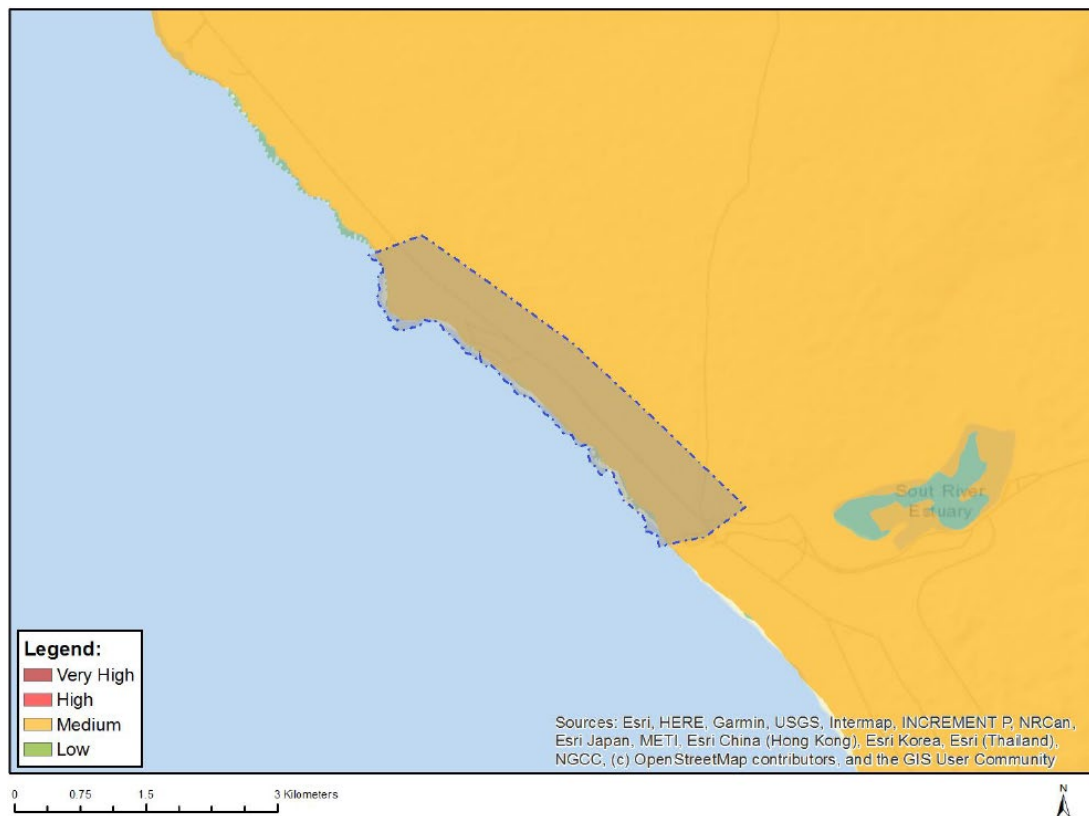 Sout River
Estuary
Legend:
Very High
High
Medium
Low
Sources: Esri, HERE, Garmin, USGS, Intermap, INCREMENT P, NRCan,
Esri Japan, METI, Esri China (Hong Kong), Esri Korea, Esri (Thailand),
NGCC, (c) OpenStreetMap contributors, and the GIS User Community
0 0.75 1.5 3 Kilometers
N